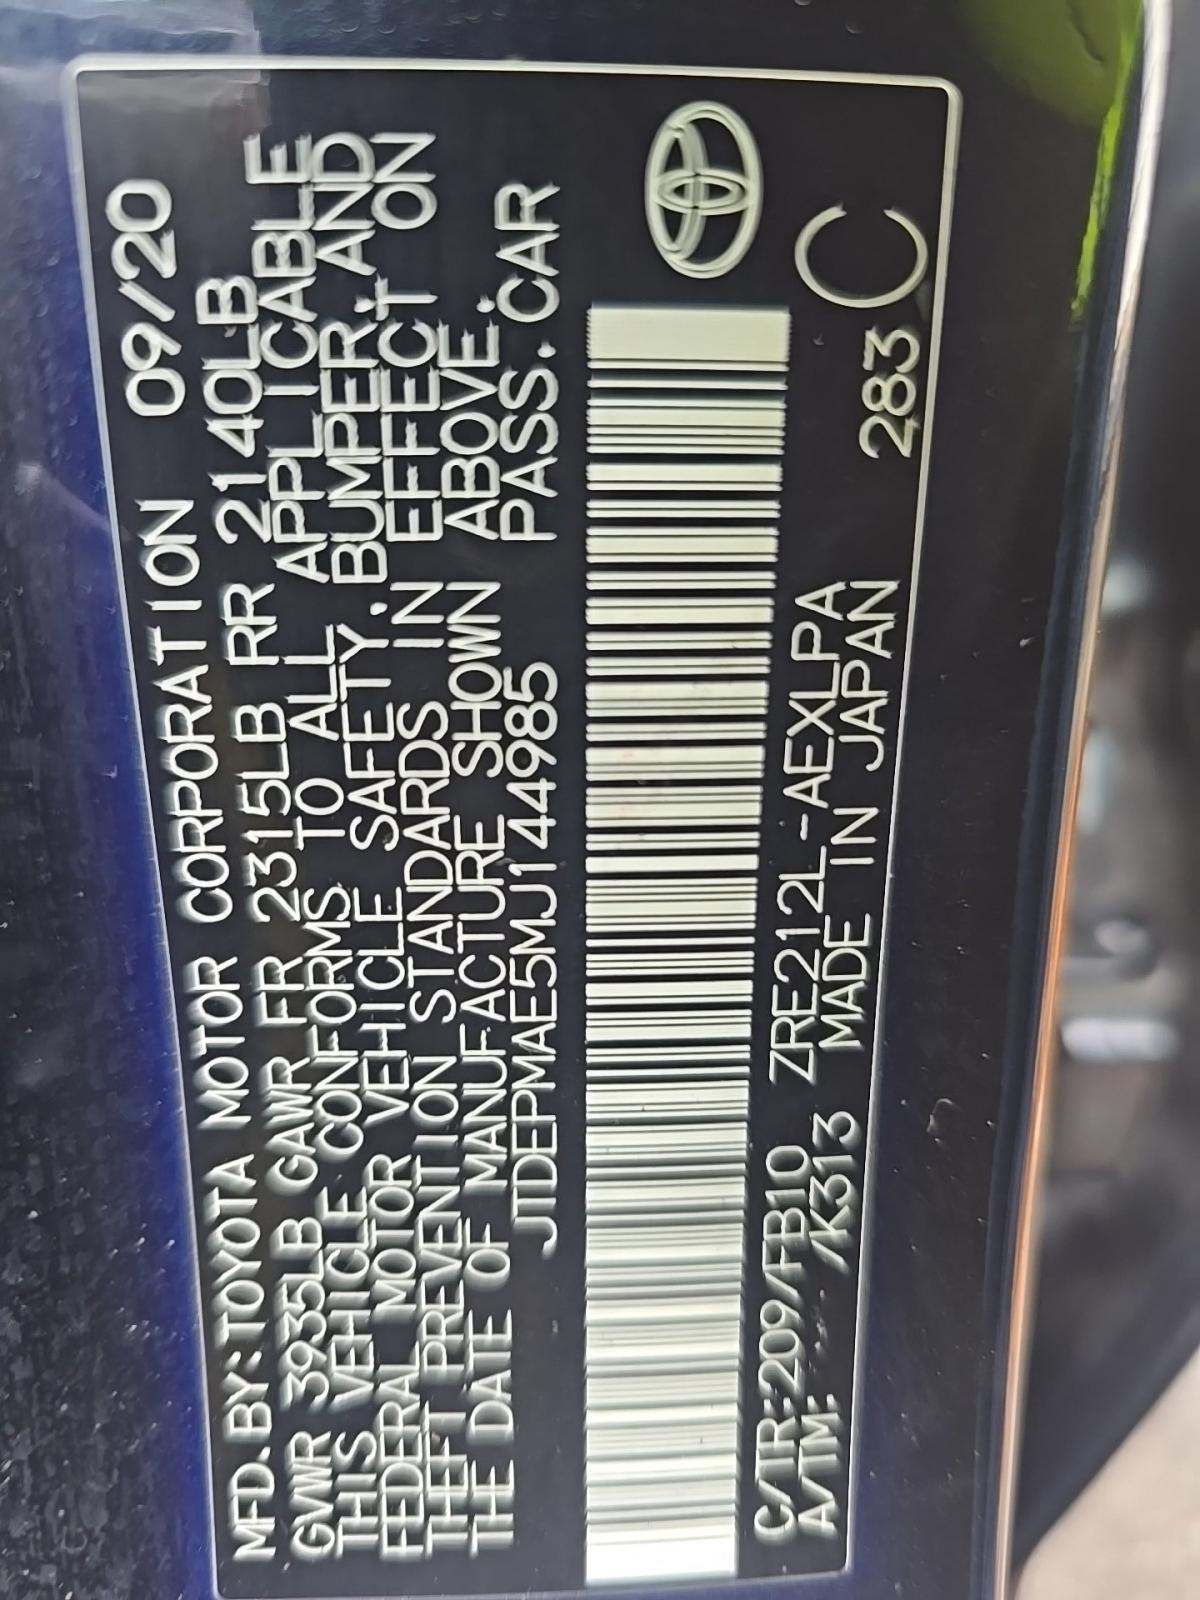 MFD.BY:TOYOTA MOTOR CORPORATION 09/20
GVWR 3935LB GAWR FR 2315LB RR 2140LB
THIS VEHICLE CONFORMS TO ALL APPLICABLE
FEDERAL MOTOR VEHICLE SAFETY.BUMPER.AND
THEFT PREVENTION STANDARDS IN EFFECT ON
THE DATE OF MANUFACTURE SHOWN ABOVE.
JTDEPMAE5MJ144985 PASS.CAR
C/TR:209/FB10 ZRE212L-AEXLPA
A/TM: /K313 MADE IN JAPAN 283 C